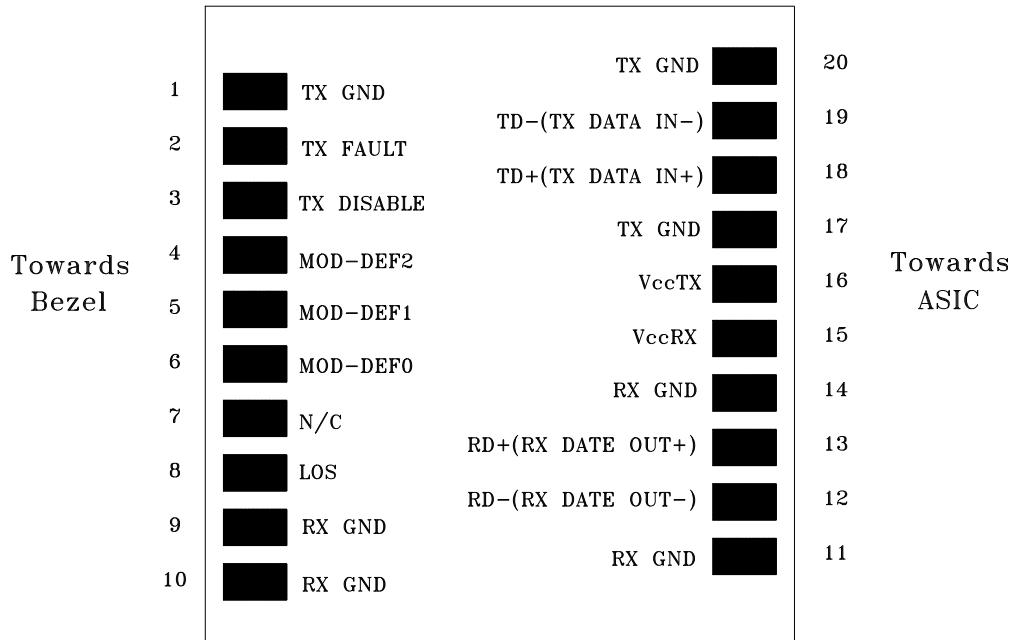 20
TX GND
1
TX GND
19
TD-(TX DATA IN-)
2
TX FAULT
18
TD+(TX DATA IN+)
3
TX DISABLE
17
TX GND
4
MOD-DEF2
Towards
Bezel
16
VccTX
Towards
ASIC
5
MOD-DEF1
15
VccRX
6
MOD-DEF0
14
RX GND
7
N/C
13
RD+(RX DATE OUT+)
8
LOS
12
RD-(RX DATE OUT-)
9
RX GND
11
RX GND
10
RX GND